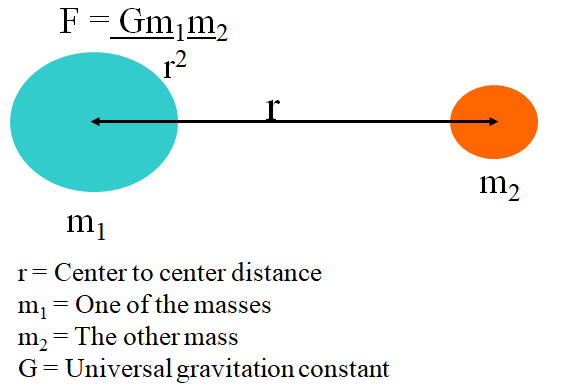 F = Gm₁m₂
r²
r
m₂
m₁
r = Center to center distance
m₁ = One of the masses
m₂ = The other mass
G = Universal gravitation constant